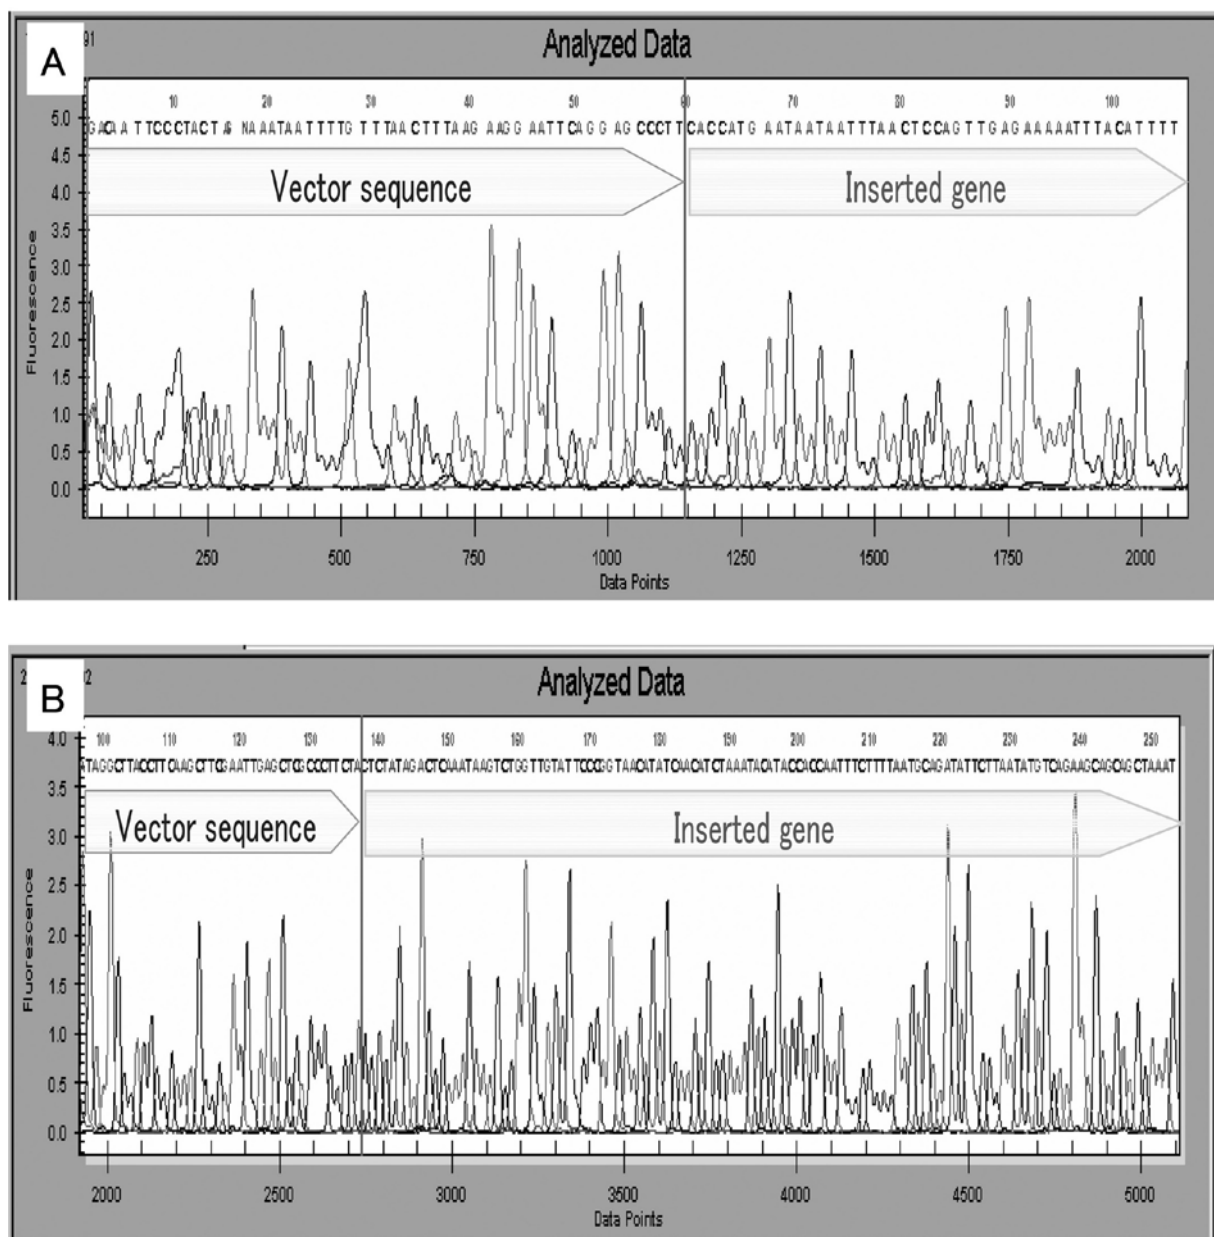 91
A
Analyzed Data
10 20 30 40 50 60 70 80 90 100
GACAATTCCCTACTAGNAAATAATTTTGTTTAACTTTAAGAAGGAATTCAGGAGCCCTTCACCATGAATAATAATTTAACTCCAGTTGAGAAAAATTTACATTTT
Vector sequence
Inserted gene
Fluorescence
5.0
4.5
4.0
3.5
3.0
2.5
2.0
1.5
1.0
0.5
0.0
250 500 750 1000 1250 1500 1750 2000
Data Points
2
02
B
Analyzed Data
100 110 120 130 140 150 160 170 180 190 200 210 220 230 240 250
ATAGGCTTACCTTCAAGCTTCGAATTGAGCTCGCCCTTCTACTCTATAGACTCAAATAAGTCTGGTTGTATTCCCGGTAACATATCAACATCTAAATACATACCACCAATTTCTTTTAATGCAGATATTCTTAATATGTCAGAAGCAGCAGCTAAAT
Vector sequence
Inserted gene
Fluorescence
4.0
3.5
3.0
2.5
2.0
1.5
1.0
0.5
0.0
2000 2500 3000 3500 4000 4500 5000
Data Points